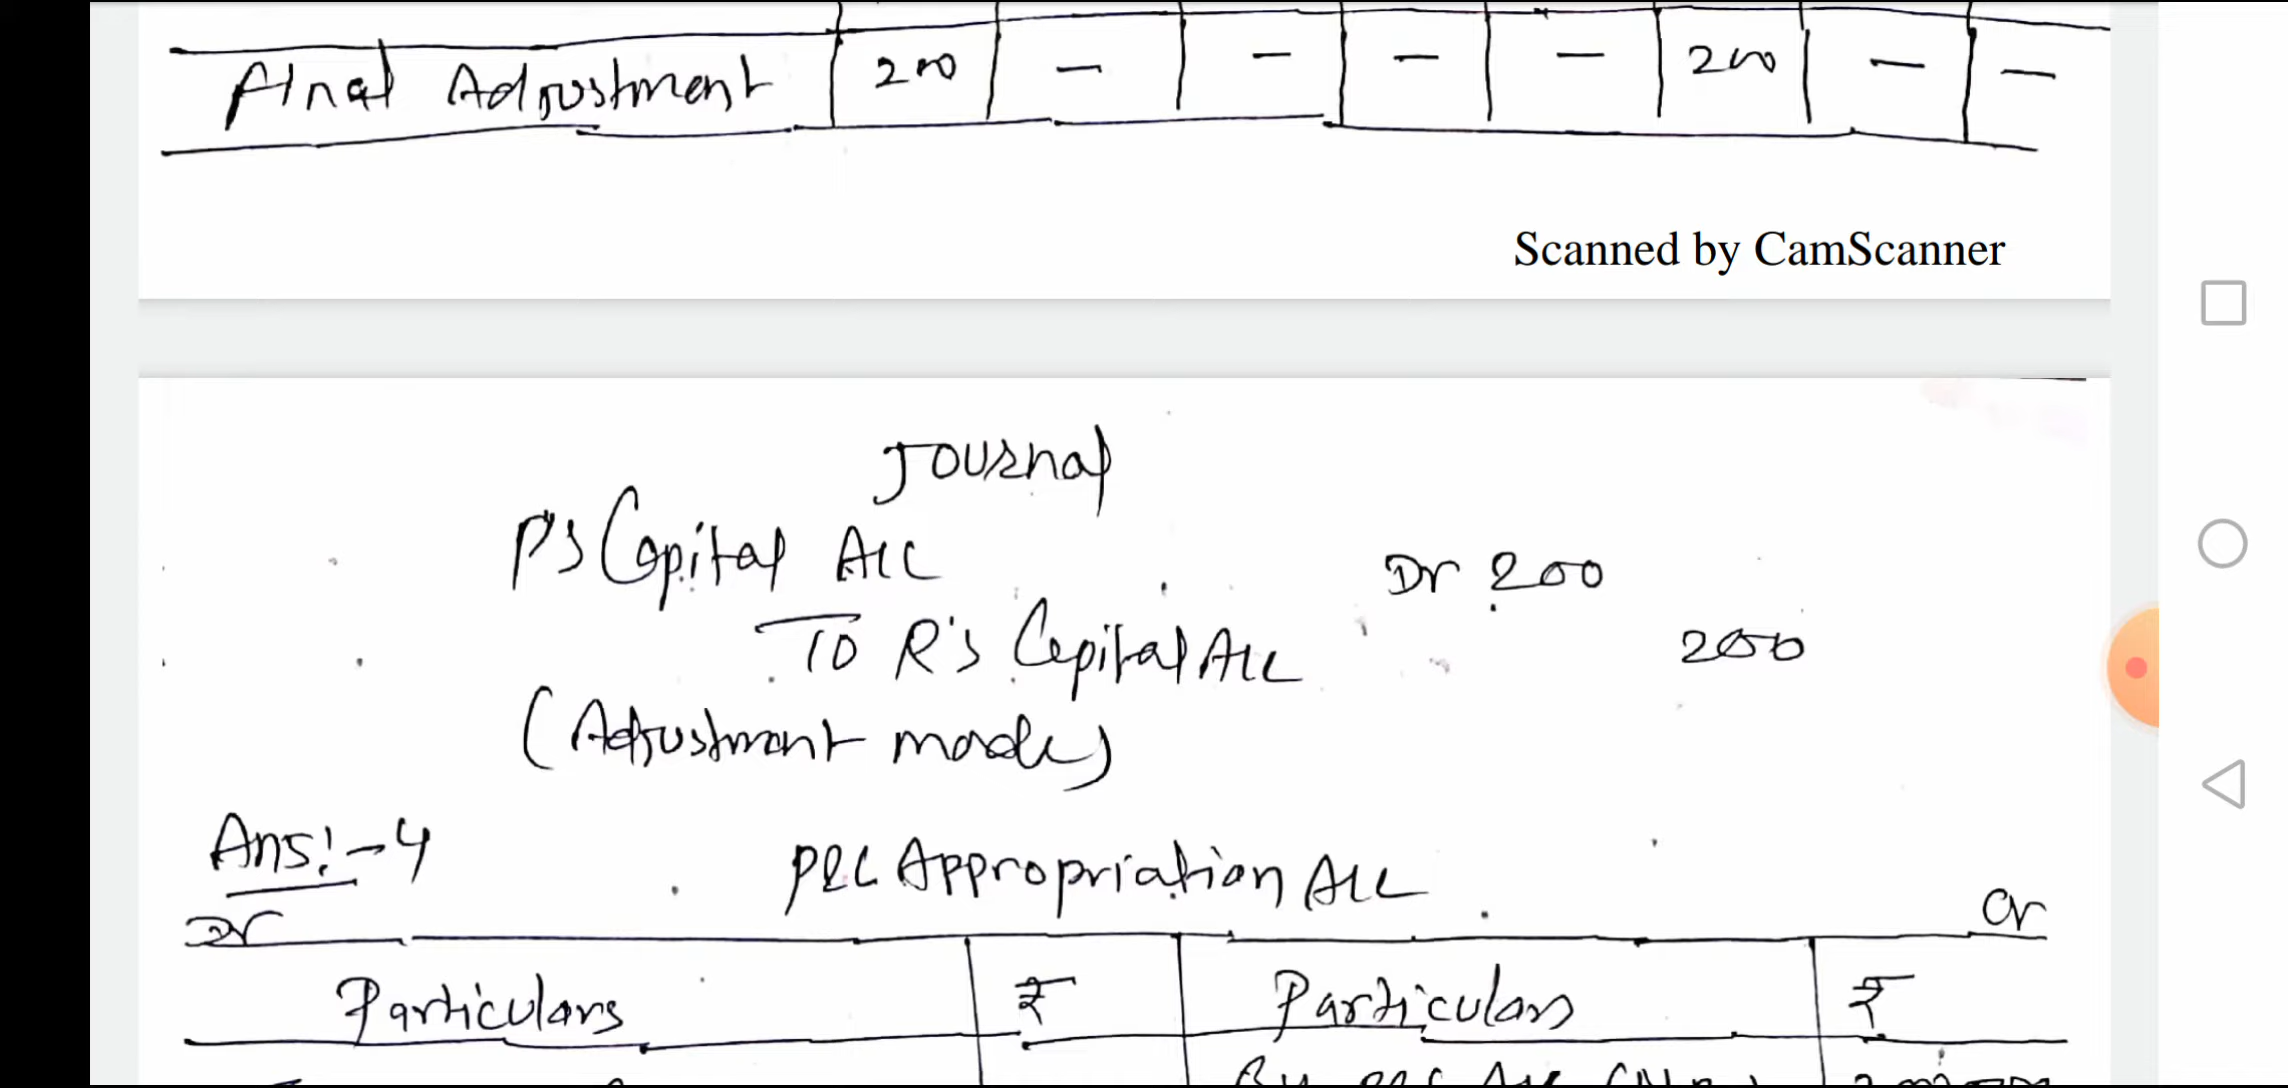 Final Adjustment 200 — — — — 200 — —
Scanned by CamScanner
Journal
P's Capital A/C Dr 200
To R's Capital A/C 200
(Adjustment made)
Ans:-4
P&L Appropriation A/C
Dr Cr
Particulars ₹ Particulars ₹